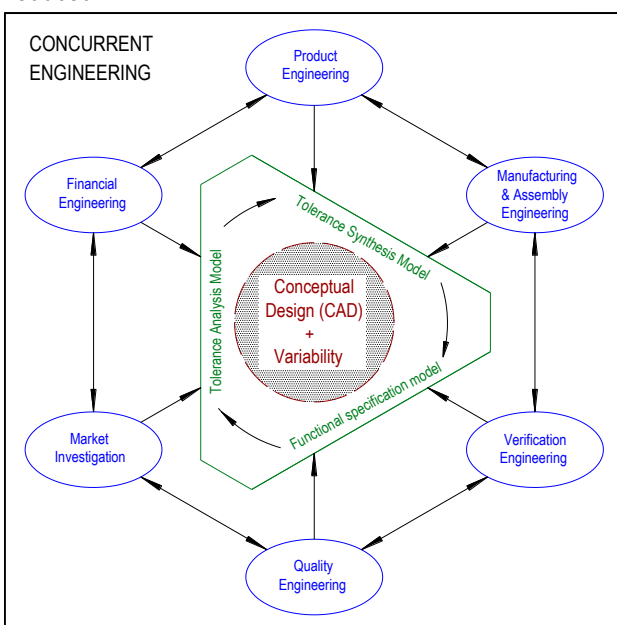 CONCURRENT
ENGINEERING
Product
Engineering
Financial
Engineering
Manufacturing
& Assembly
Engineering
Tolerance Synthesis Model
Tolerance Analysis Model
Conceptual
Design (CAD)
+
Variability
Functional specification model
Market
Investigation
Verification
Engineering
Quality
Engineering